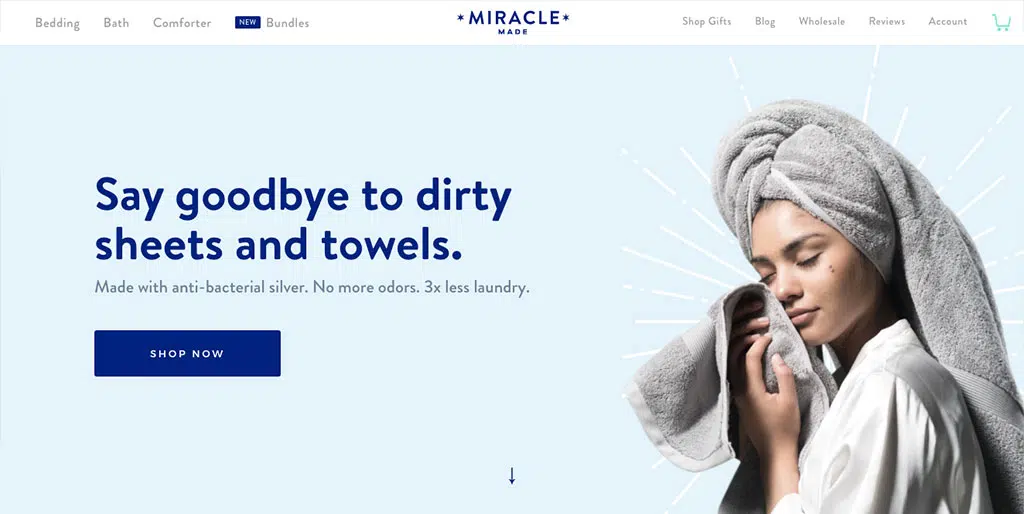 Bedding Bath Comforter NEW Bundles
*MIRACLE*
MADE
Shop Gifts Blog Wholesale Reviews Account
Say goodbye to dirty
sheets and towels.
Made with anti-bacterial silver. No more odors. 3x less laundry.
SHOP NOW